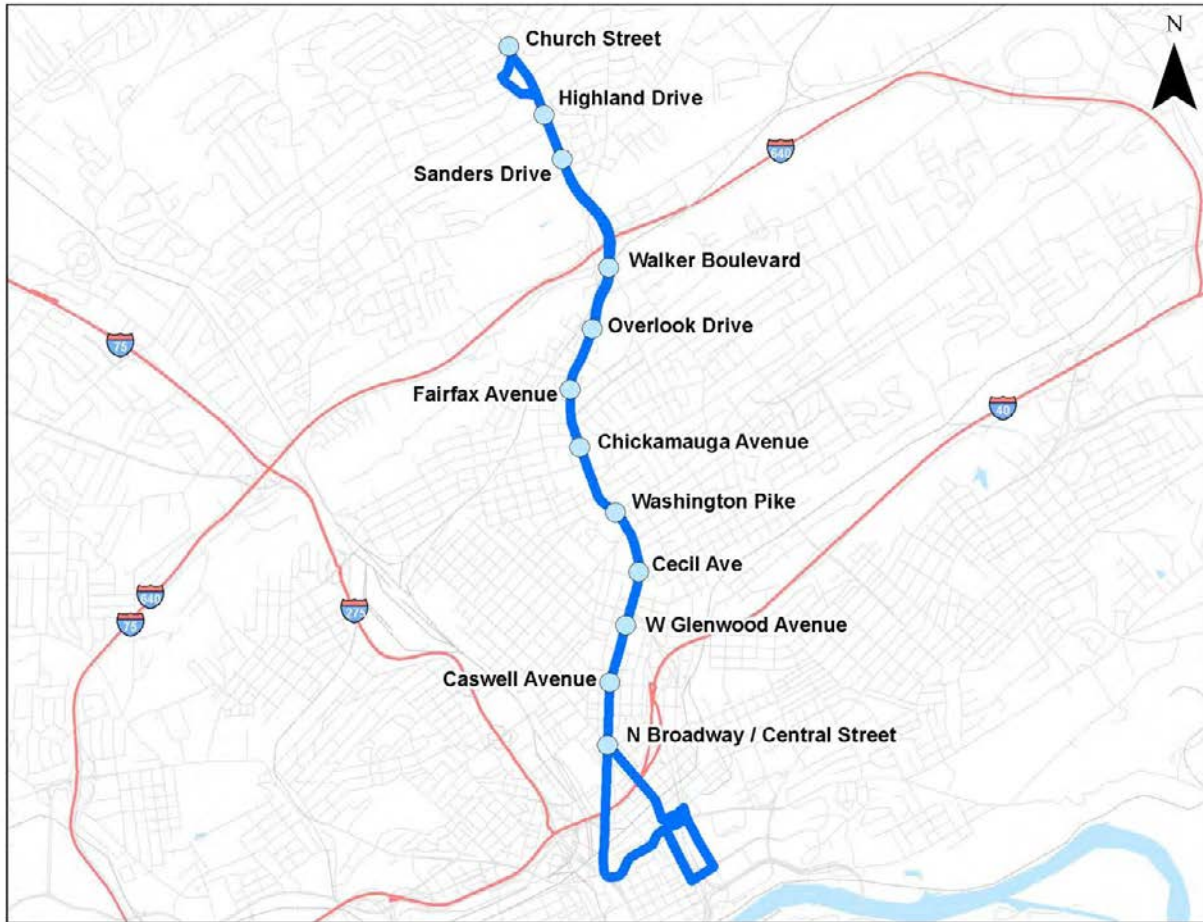 Church Street
N
Highland Drive
640
Sanders Drive
Walker Boulevard
Overlook Drive
75
Fairfax Avenue
40
Chickamauga Avenue
Washington Pike
Cecil Ave
640
275
75
W Glenwood Avenue
Caswell Avenue
N Broadway / Central Street